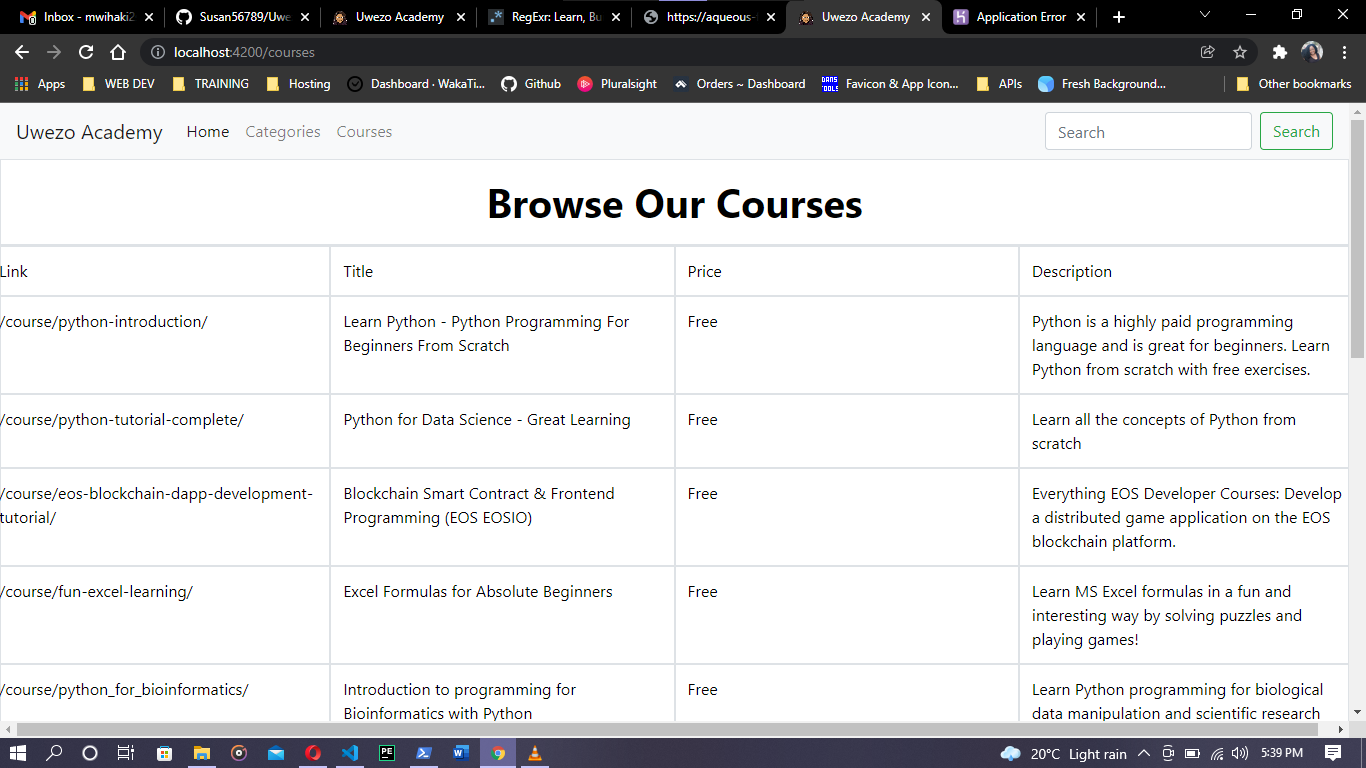 Inbox - mwihaki2
Susan56789/Uwe
Uwezo Academy
RegExr: Learn, Bu
https://aqueous-
Uwezo Academy
Application Error
localhost:4200/courses
Apps
WEB DEV
TRAINING
Hosting
Dashboard · WakaTi...
Github
Pluralsight
Orders ~ Dashboard
DANS TOOLS
Favicon & App Icon...
APIs
Fresh Background...
Other bookmarks
Uwezo Academy
Home
Categories
Courses
Search
Search
Browse Our Courses
Link
Title
Price
Description
/course/python-introduction/
Learn Python - Python Programming For
Beginners From Scratch
Free
Python is a highly paid programming
language and is great for beginners. Learn
Python from scratch with free exercises.
/course/python-tutorial-complete/
Python for Data Science - Great Learning
Free
Learn all the concepts of Python from
scratch
/course/eos-blockchain-dapp-development-
tutorial/
Blockchain Smart Contract & Frontend
Programming (EOS EOSIO)
Free
Everything EOS Developer Courses: Develop
a distributed game application on the EOS
blockchain platform.
/course/fun-excel-learning/
Excel Formulas for Absolute Beginners
Free
Learn MS Excel formulas in a fun and
interesting way by solving puzzles and
playing games!
/course/python_for_bioinformatics/
Introduction to programming for
Bioinformatics with Python
Free
Learn Python programming for biological
data manipulation and scientific research
PE
20°C Light rain
5:39 PM